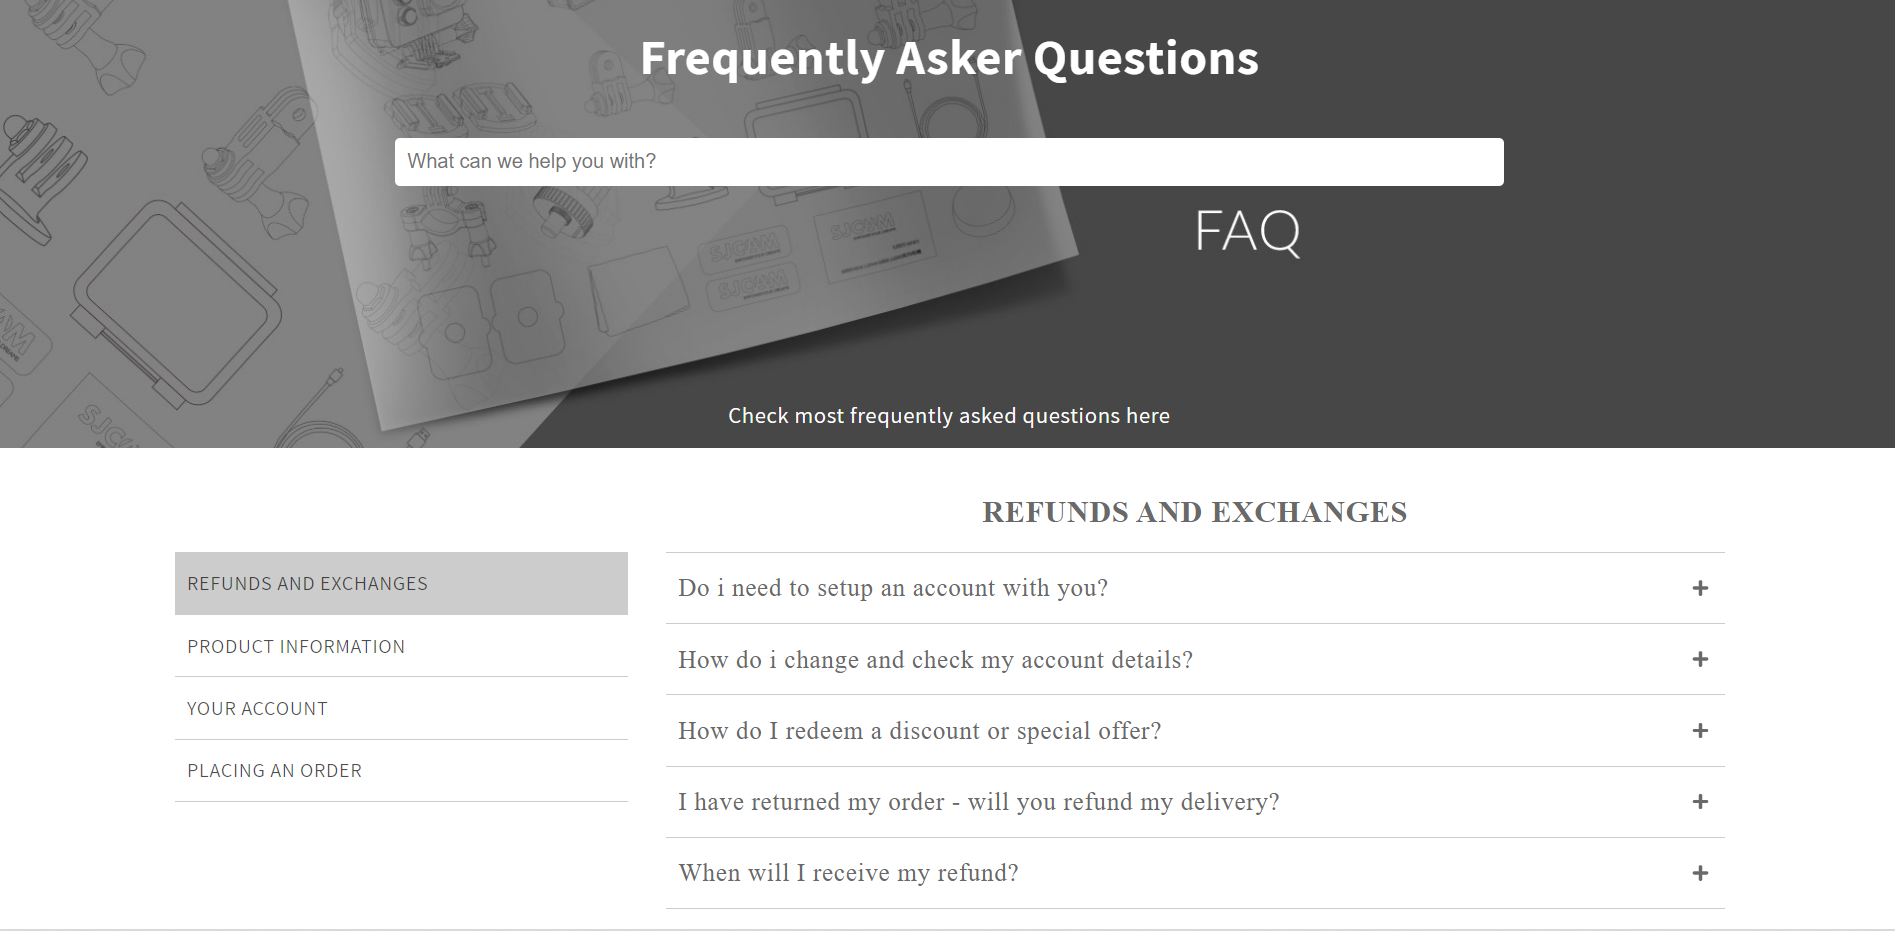 Frequently Asker Questions
What can we help you with?
FAQ
SJCAM
SJCAM
SJCAM
Check most frequently asked questions here
REFUNDS AND EXCHANGES
REFUNDS AND EXCHANGES
PRODUCT INFORMATION
YOUR ACCOUNT
PLACING AN ORDER
Do i need to setup an account with you?
How do i change and check my account details?
How do I redeem a discount or special offer?
I have returned my order - will you refund my delivery?
When will I receive my refund?